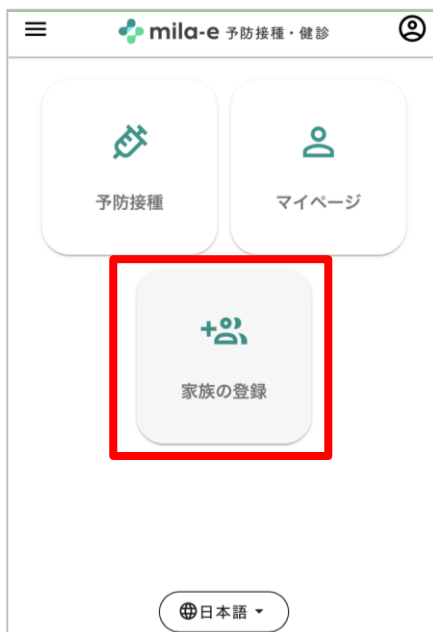 mila-e 予防接種・健診
予防接種
マイページ
家族の登録
日本語